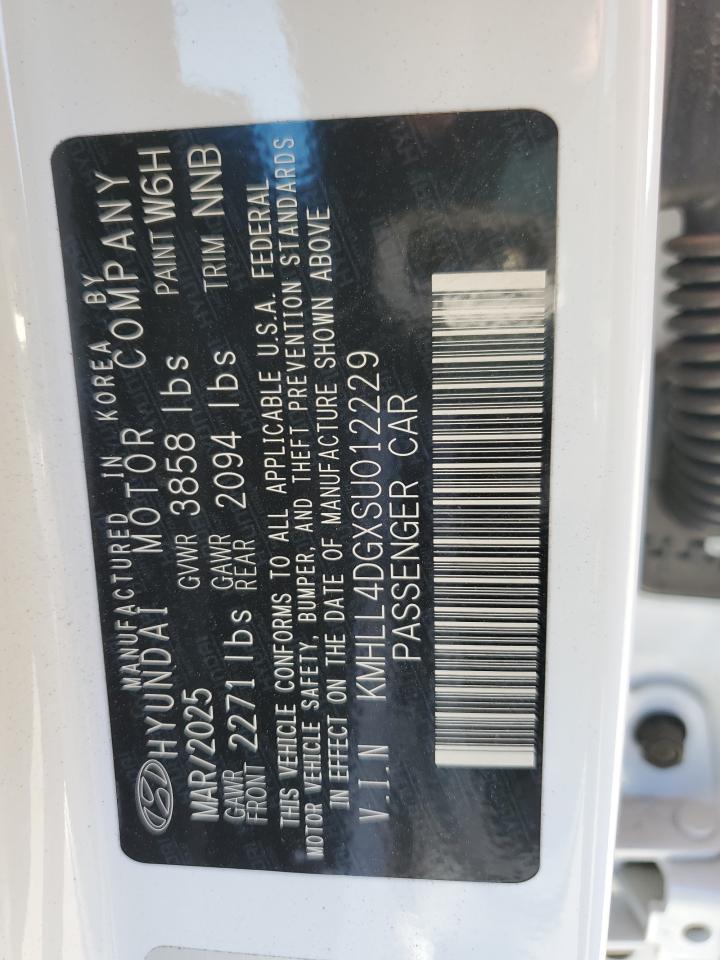 MANUFACTURED IN KOREA BY
HYUNDAI MOTOR COMPANY
MAR/2025 GVWR 3858 lbs PAINT W6H
GAWR FRONT 2271 lbs GAWR REAR 2094 lbs TRIM NNB
THIS VEHICLE CONFORMS TO ALL APPLICABLE U.S.A. FEDERAL
MOTOR VEHICLE SAFETY, BUMPER, AND THEFT PREVENTION STANDARDS
IN EFFECT ON THE DATE OF MANUFACTURE SHOWN ABOVE
V.I.N KMHLL4DGXSU012229
PASSENGER CAR